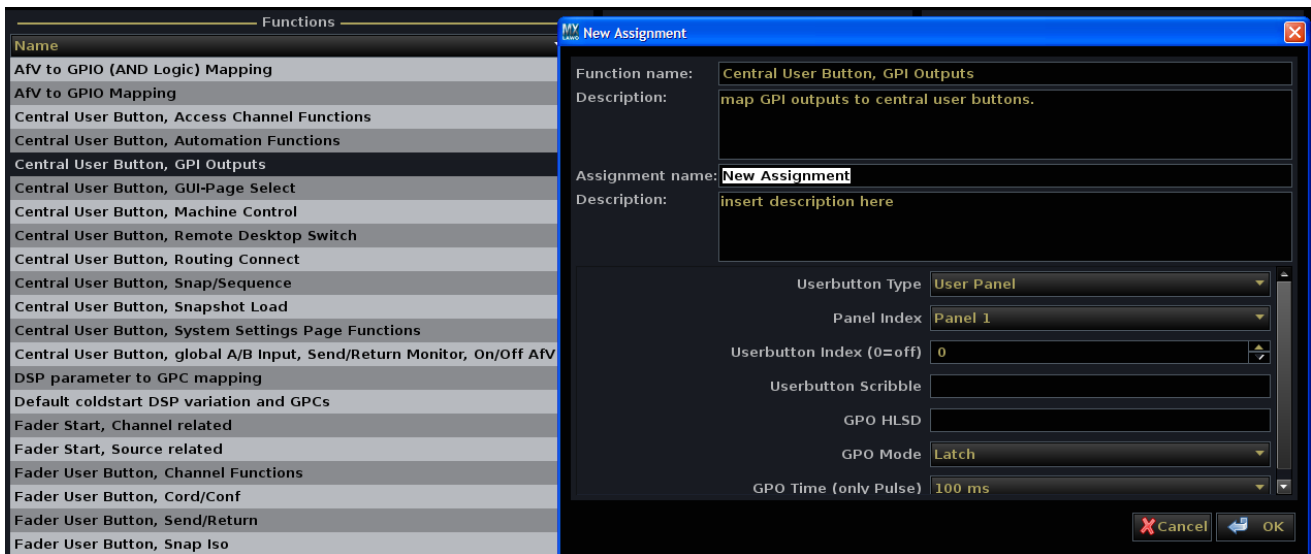 Functions
Name
AfV to GPIO (AND Logic) Mapping
AfV to GPIO Mapping
Central User Button, Access Channel Functions
Central User Button, Automation Functions
Central User Button, GPI Outputs
Central User Button, GUI-Page Select
Central User Button, Machine Control
Central User Button, Remote Desktop Switch
Central User Button, Routing Connect
Central User Button, Snap/Sequence
Central User Button, Snapshot Load
Central User Button, System Settings Page Functions
Central User Button, global A/B Input, Send/Return Monitor, On/Off AfV
DSP parameter to GPC mapping
Default coldstart DSP variation and GPCs
Fader Start, Channel related
Fader Start, Source related
Fader User Button, Channel Functions
Fader User Button, Cord/Conf
Fader User Button, Send/Return
Fader User Button, Snap Iso
MX LAWO New Assignment
Function name: Central User Button, GPI Outputs
Description: map GPI outputs to central user buttons.
Assignment name: New Assignment
Description: insert description here
Userbutton Type User Panel
Panel Index Panel 1
Userbutton Index (0=off) 0
Userbutton Scribble
GPO HLSD
GPO Mode Latch
GPO Time (only Pulse) 100 ms
Cancel OK